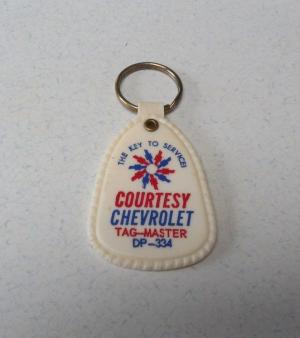 THE KEY TO SERVICE!
COURTESY
CHEVROLET
TAG-MASTER
DP-334